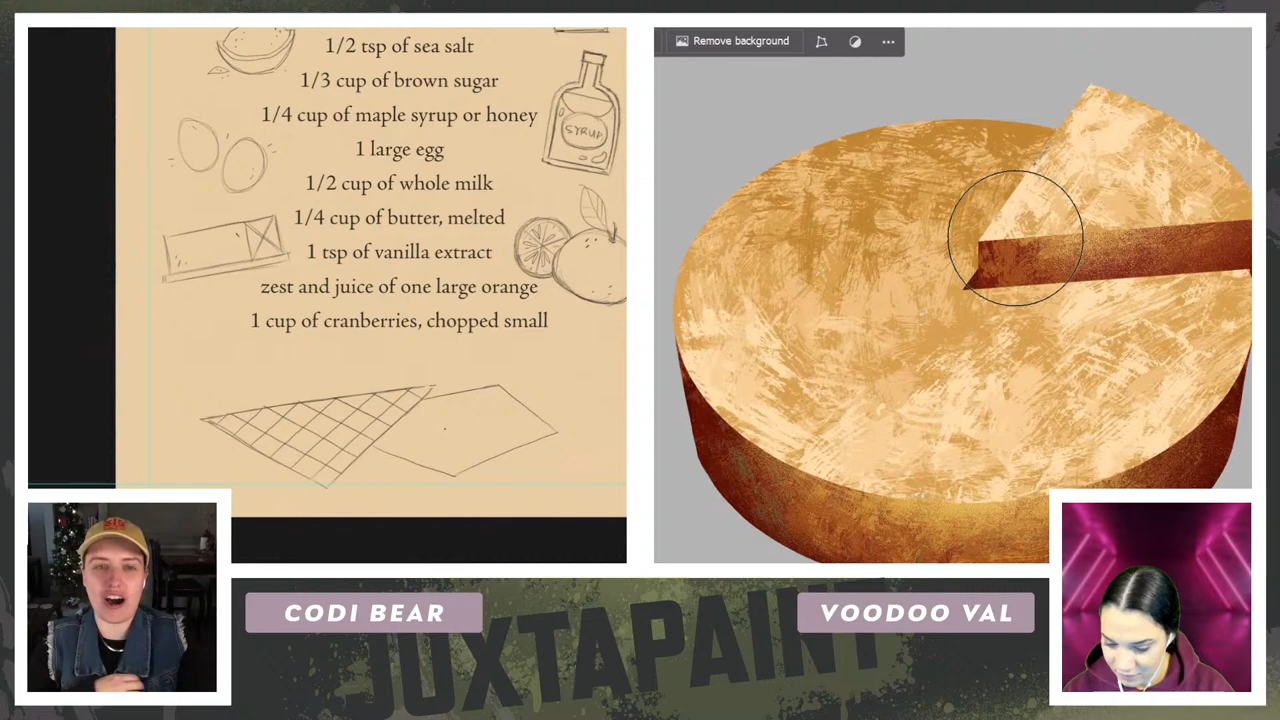 1/2 tsp of sea salt
1/3 cup of brown sugar
1/4 cup of maple syrup or honey
1 large egg
1/2 cup of whole milk
1/4 cup of butter, melted
1 tsp of vanilla extract
zest and juice of one large orange
1 cup of cranberries, chopped small
SYRUP
Remove background
CODI BEAR
VOODOO VAL
JUXTAPAINT